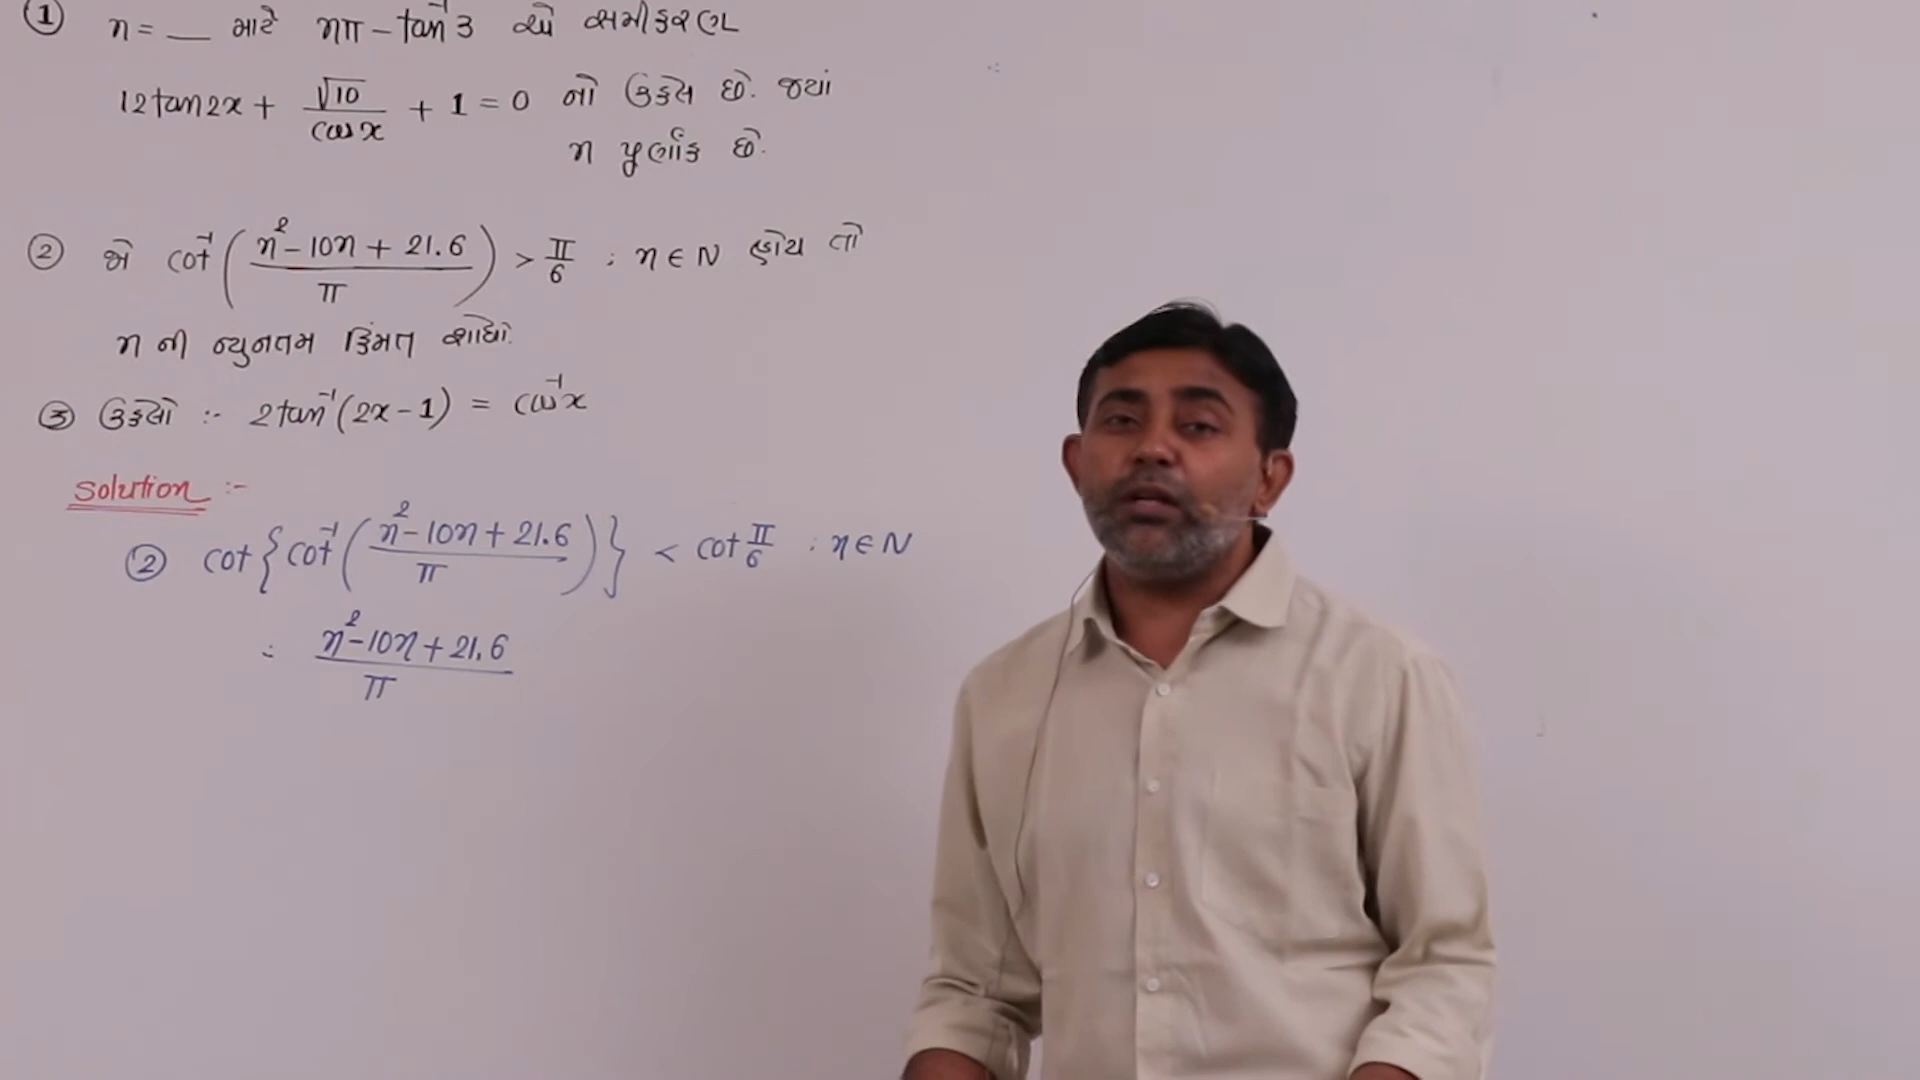 ① n = __ માટે nπ - tan⁻¹3 એ સમીકરણ
12tan2x + √10/cosx + 1 = 0 નો ઉકેલ છે. જ્યાં
n પુર્ણાંક છે.
② જો cot⁻¹((n² - 10n + 21.6)/π) > π/6 ; n ∈ N હોય તો
n ની ન્યુનતમ કિંમત શોધો.
③ ઉકેલો :- 2tan⁻¹(2x - 1) = cos⁻¹x
Solution :-
② cot{cot⁻¹((n² - 10n + 21.6)/π)} < cot π/6 ; n ∈ N
∴ (n² - 10n + 21.6)/π